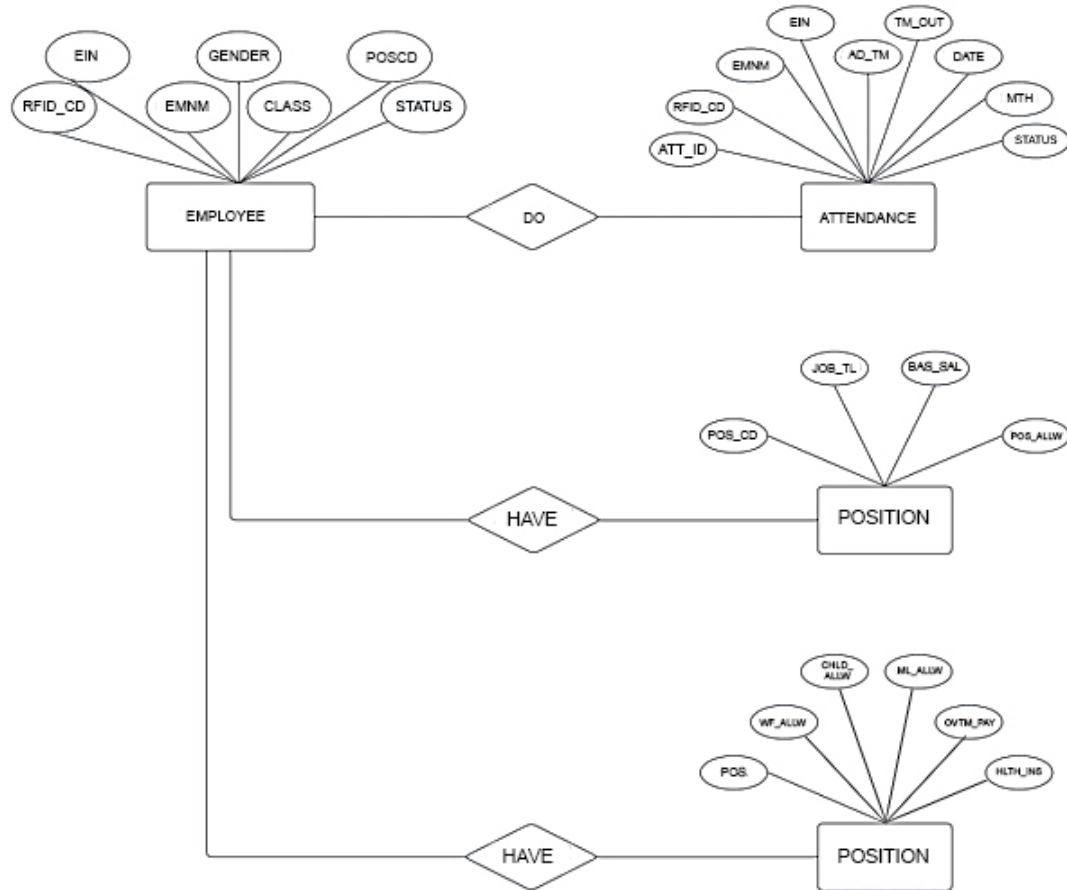 EIN
GENDER
POSCD
RFID_CD
EMNM
CLASS
STATUS
EMPLOYEE
DO
EIN
TM_OUT
EMNM
AD_TM
DATE
RFID_CD
MTH
ATT_ID
STATUS
ATTENDANCE
JOB_TL
BAS_SAL
POS_CD
POS_ALLW
HAVE
POSITION
CHLD_
ALLW
ML_ALLW
WF_ALLW
OVTM_PAY
POS.
HLTH_INS
HAVE
POSITION